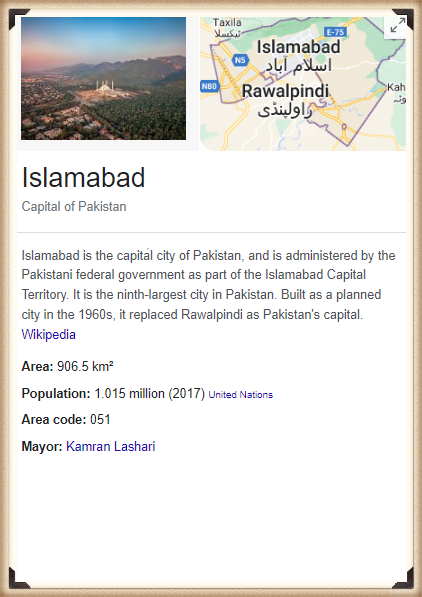 Taxila
ٹیکسلا
E-75
Islamabad
اسلام آباد
N5
N80
Rawalpindi
راولپنڈی
Kah
Islamabad
Capital of Pakistan
Islamabad is the capital city of Pakistan, and is administered by the
Pakistani federal government as part of the Islamabad Capital
Territory. It is the ninth-largest city in Pakistan. Built as a planned
city in the 1960s, it replaced Rawalpindi as Pakistan's capital.
Wikipedia
Area: 906.5 km²
Population: 1.015 million (2017) United Nations
Area code: 051
Mayor: Kamran Lashari